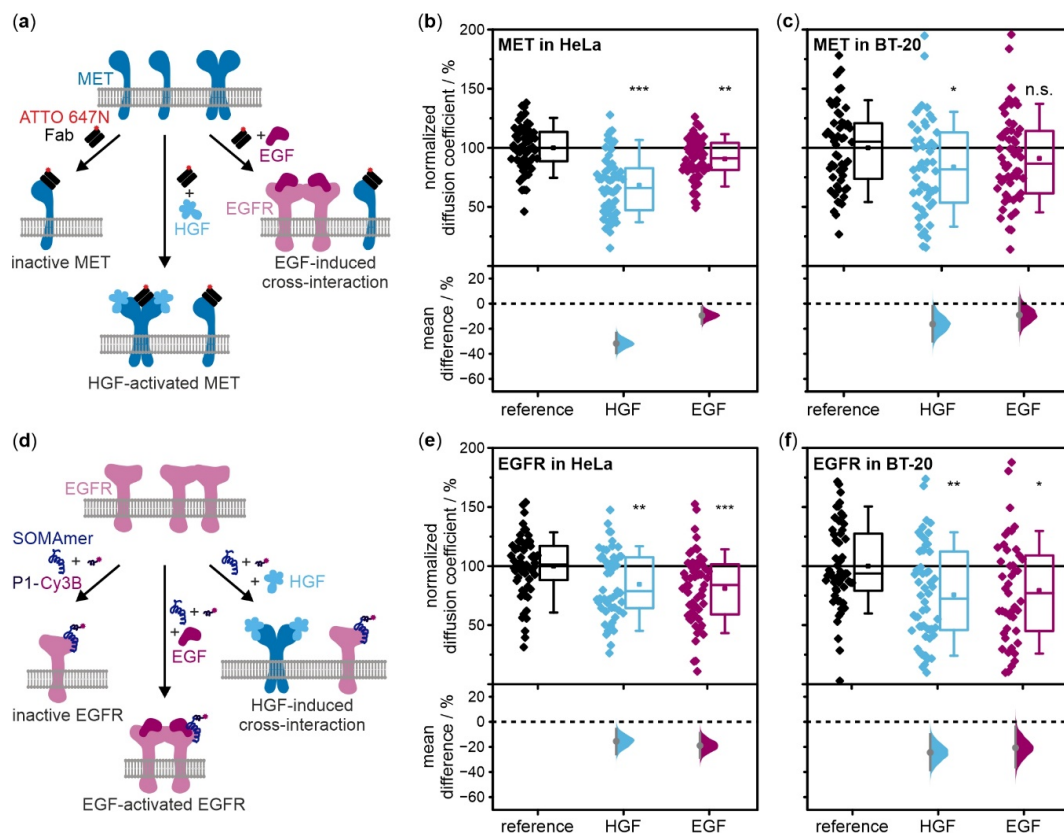 (a)
MET
ATTO 647N
Fab
+
EGF
+
HGF
EGFR
inactive MET
EGF-induced
cross-interaction
HGF-activated MET
(b)
MET in HeLa
normalized
diffusion coefficient / %
200
150
100
50
***
**
mean
difference / %
20
0
−20
−40
−60
reference
HGF
EGF
(c)
MET in BT-20
*
n.s.
reference
HGF
EGF
(d)
EGFR
SOMAmer
+
P1-Cy3B
+
+
HGF
+
+
EGF
inactive EGFR
HGF-induced
cross-interaction
EGF-activated EGFR
(e)
EGFR in HeLa
normalized
diffusion coefficient / %
200
150
100
50
**
***
mean
difference / %
20
0
−20
−40
−60
reference
HGF
EGF
(f)
EGFR in BT-20
**
*
reference
HGF
EGF